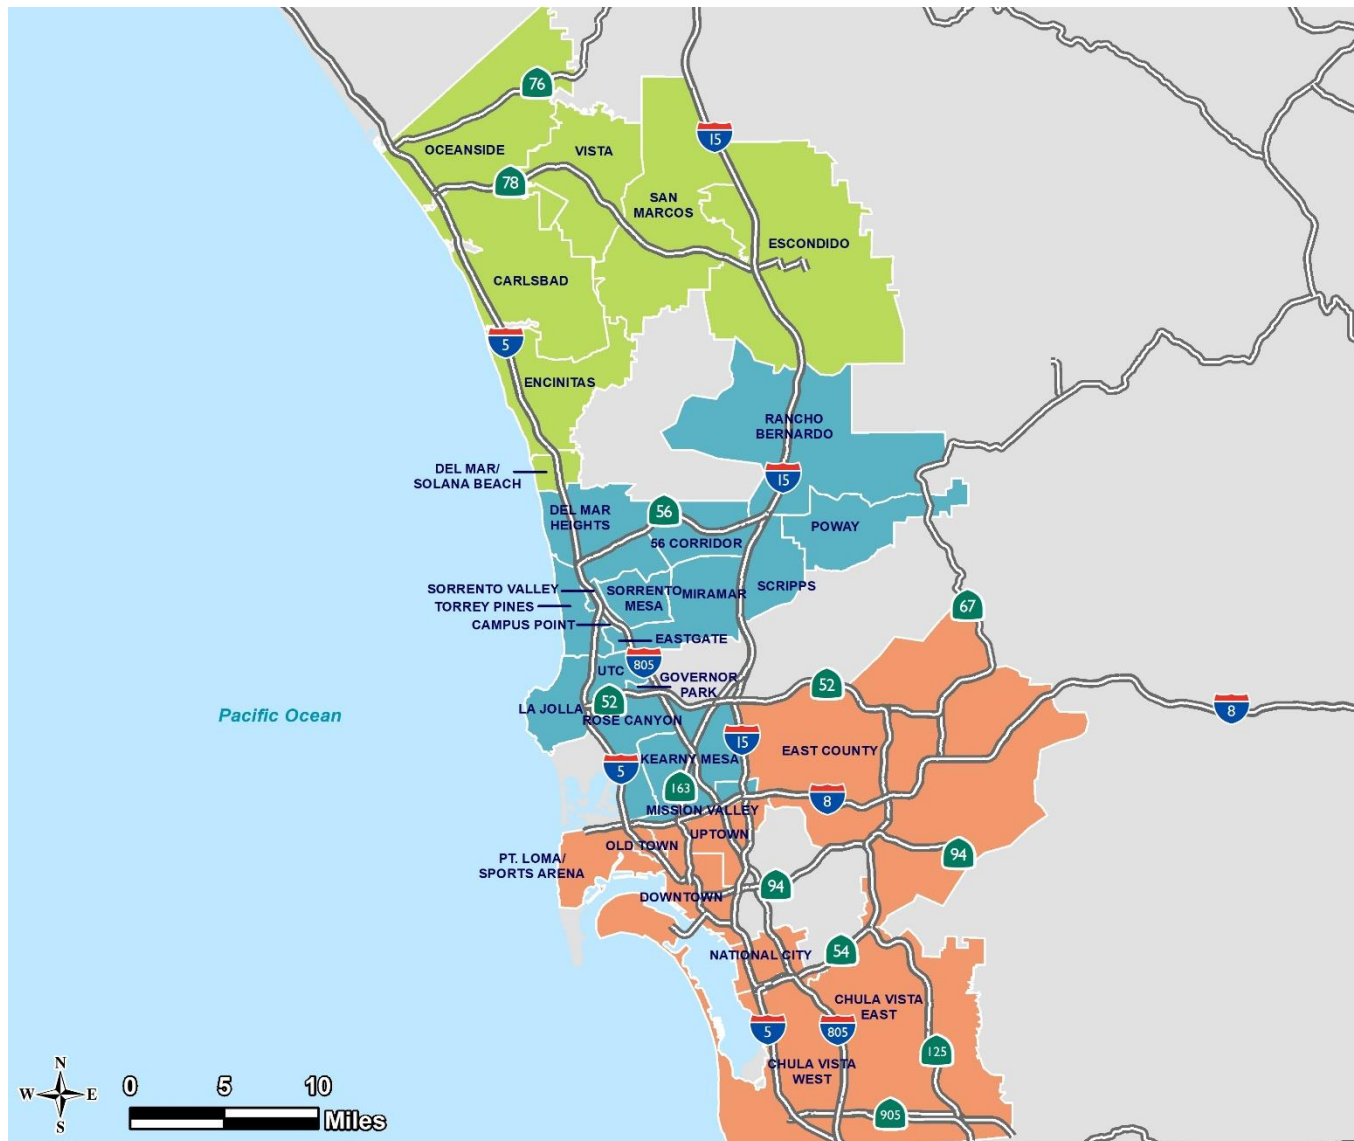 76
OCEANSIDE
VISTA
15
78
SAN
MARCOS
ESCONDIDO
CARLSBAD
5
ENCINITAS
RANCHO
BERNARDO
DEL MAR/
SOLANA BEACH
15
DEL MAR
HEIGHTS
56
56 CORRIDOR
POWAY
SORRENTO VALLEY
TORREY PINES
CAMPUS POINT
SORRENTO
MESA
MIRAMAR
SCRIPPS
67
EASTGATE
805
UTC
GOVERNOR
PARK
52
52
LA JOLLA
ROSE CANYON
8
Pacific Ocean
15
KEARNY MESA
EAST COUNTY
5
163
8
MISSION VALLEY
UPTOWN
OLD TOWN
PT. LOMA/
SPORTS ARENA
94
94
DOWNTOWN
NATIONAL CITY
54
CHULA VISTA
EAST
5
805
125
CHULA VISTA
WEST
905
N
W
E
S
0
5
10
Miles